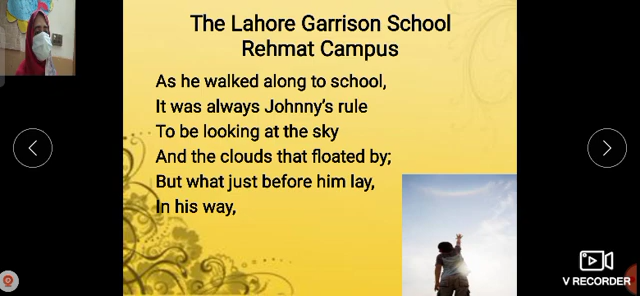 The Lahore Garrison School
Rehmat Campus
As he walked along to school,
It was always Johnny's rule
To be looking at the sky
And the clouds that floated by;
But what just before him lay,
In his way,
V RECORDER